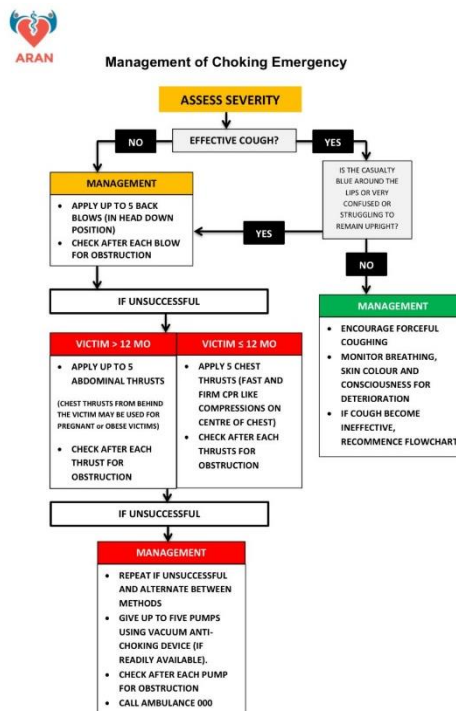 ARAN
Management of Choking Emergency
ASSESS SEVERITY
NO
EFFECTIVE COUGH?
YES
IS THE CASUALTY
BLUE AROUND THE
LIPS OR VERY
CONFUSED OR
STRUGGLING TO
REMAIN UPRIGHT?
MANAGEMENT
• APPLY UP TO 5 BACK
BLOWS (IN HEAD DOWN
POSITION)
• CHECK AFTER EACH BLOW
FOR OBSTRUCTION
YES
NO
IF UNSUCCESSFUL
MANAGEMENT
• ENCOURAGE FORCEFUL
COUGHING
• MONITOR BREATHING,
SKIN COLOUR AND
CONSCIOUSNESS FOR
DETERIORATION
• IF COUGH BECOME
INEFFECTIVE,
RECOMMENCE FLOWCHART
VICTIM > 12 MO
• APPLY UP TO 5
ABDOMINAL THRUSTS
(CHEST THRUSTS FROM BEHIND
THE VICTIM MAY BE USED FOR
PREGNANT or OBESE VICTIMS)
• CHECK AFTER EACH
THRUST FOR
OBSTRUCTION
VICTIM ≤ 12 MO
• APPLY 5 CHEST
THRUSTS (FAST AND
FIRM CPR LIKE
COMPRESSIONS ON
CENTRE OF CHEST)
• CHECK AFTER EACH
THRUSTS FOR
OBSTRUCTION
IF UNSUCCESSFUL
MANAGEMENT
• REPEAT IF UNSUCCESSFUL
AND ALTERNATE BETWEEN
METHODS
• GIVE UP TO FIVE PUMPS
USING VACUUM ANTI-
CHOKING DEVICE (IF
READILY AVAILABLE).
• CHECK AFTER EACH PUMP
FOR OBSTRUCTION
• CALL AMBULANCE 000